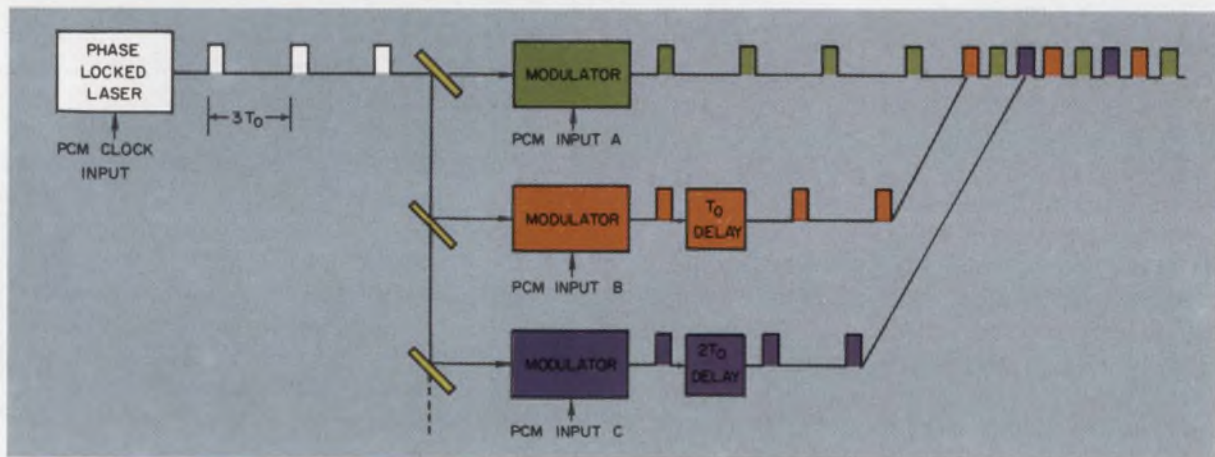 PHASE
LOCKED
LASER
3T₀
PCM CLOCK
INPUT
MODULATOR
PCM INPUT A
MODULATOR
T₀
DELAY
PCM INPUT B
MODULATOR
2T₀
DELAY
PCM INPUT C